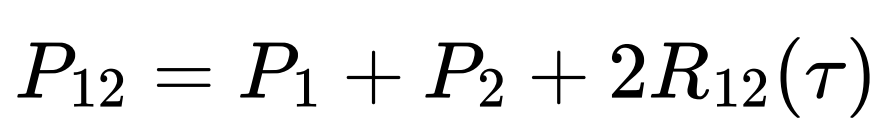 P₁₂ = P₁ + P₂ + 2R₁₂(τ)